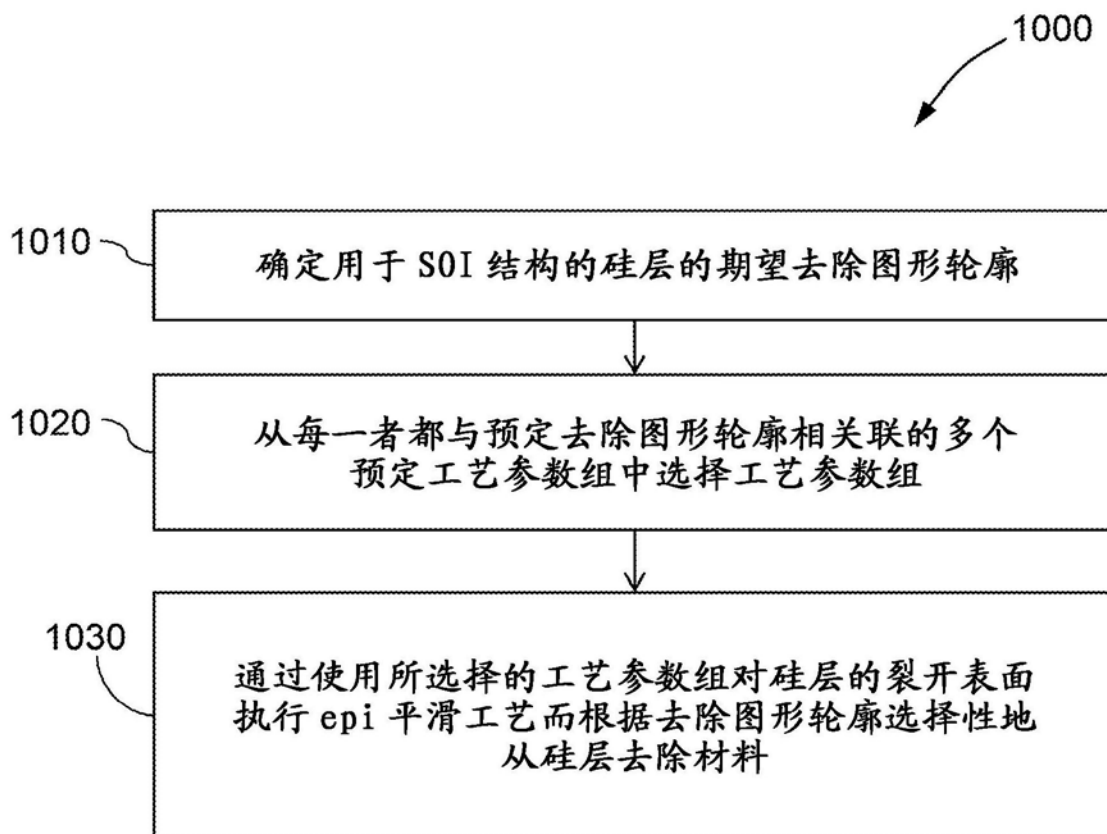 1000
1010
确定用于 SOI 结构的硅层的期望去除图形轮廓
1020
从每一者都与预定去除图形轮廓相关联的多个
预定工艺参数组中选择工艺参数组
1030
通过使用所选择的工艺参数组对硅层的裂开表面
执行 epi 平滑工艺而根据去除图形轮廓选择性地
从硅层去除材料